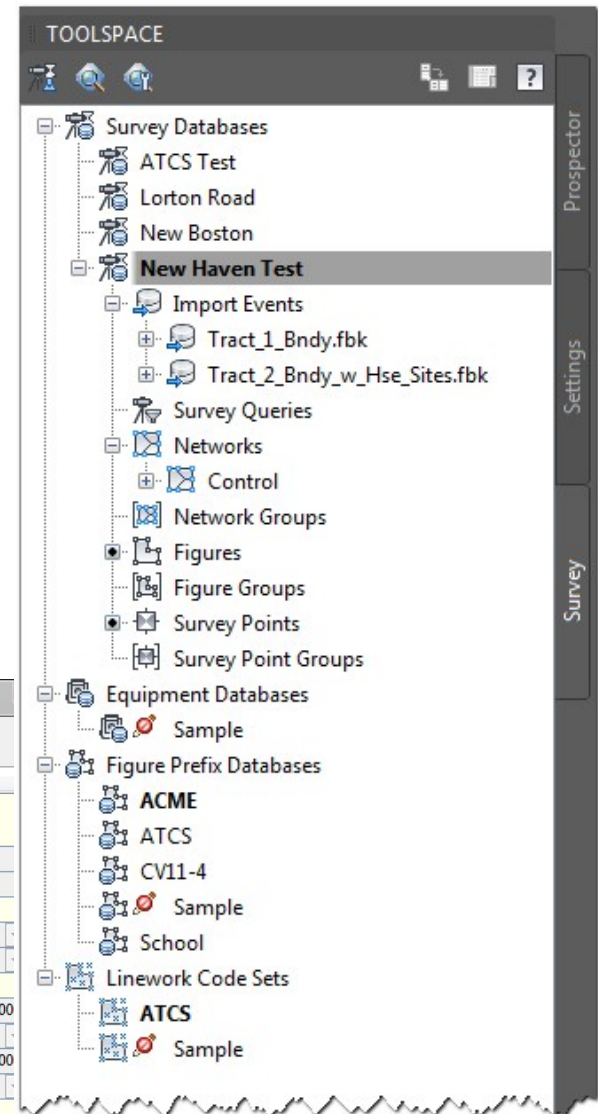 TOOLSPACE
?
Survey Databases
ATCS Test
Lorton Road
New Boston
New Haven Test
Import Events
Tract_1_Bndy.fbk
Tract_2_Bndy_w_Hse_Sites.fbk
Survey Queries
Networks
Control
Network Groups
Figures
Figure Groups
Survey Points
Survey Point Groups
Equipment Databases
Sample
Figure Prefix Databases
ACME
ATCS
CV11-4
Sample
School
Linework Code Sets
ATCS
Sample
Prospector
Settings
Survey
00
00